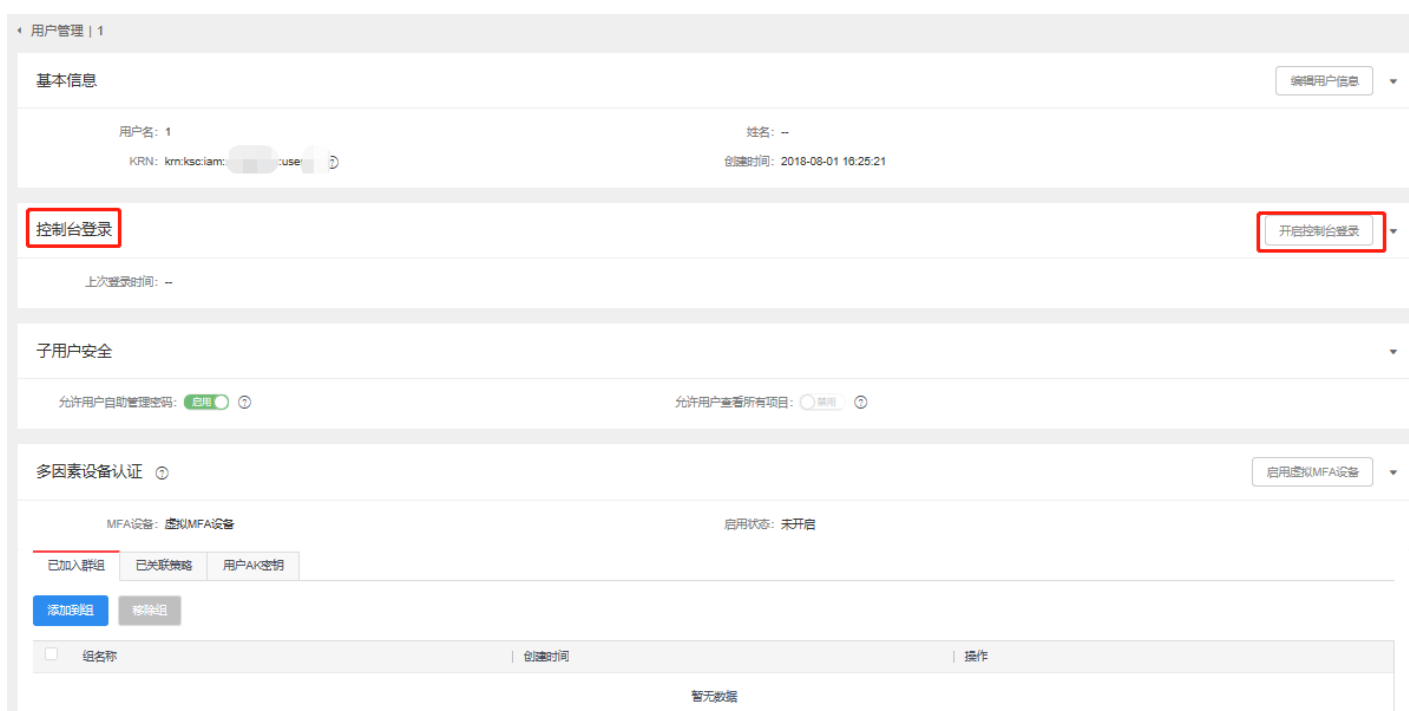 用户管理 | 1
基本信息
编辑用户信息
用户名: 1
姓名: --
KRN: krn:ksc:iam: :use
创建时间: 2018-08-01 16:25:21
控制台登录
开启控制台登录
上次登录时间: --
子用户安全
允许用户自助管理密码: 启用
允许用户查看所有项目: 禁用
多因素设备认证
启用虚拟MFA设备
MFA设备: 虚拟MFA设备
启用状态: 未开启
已加入群组 已关联策略 用户AK密钥
添加到组 移除组
组名称 创建时间 操作
暂无数据